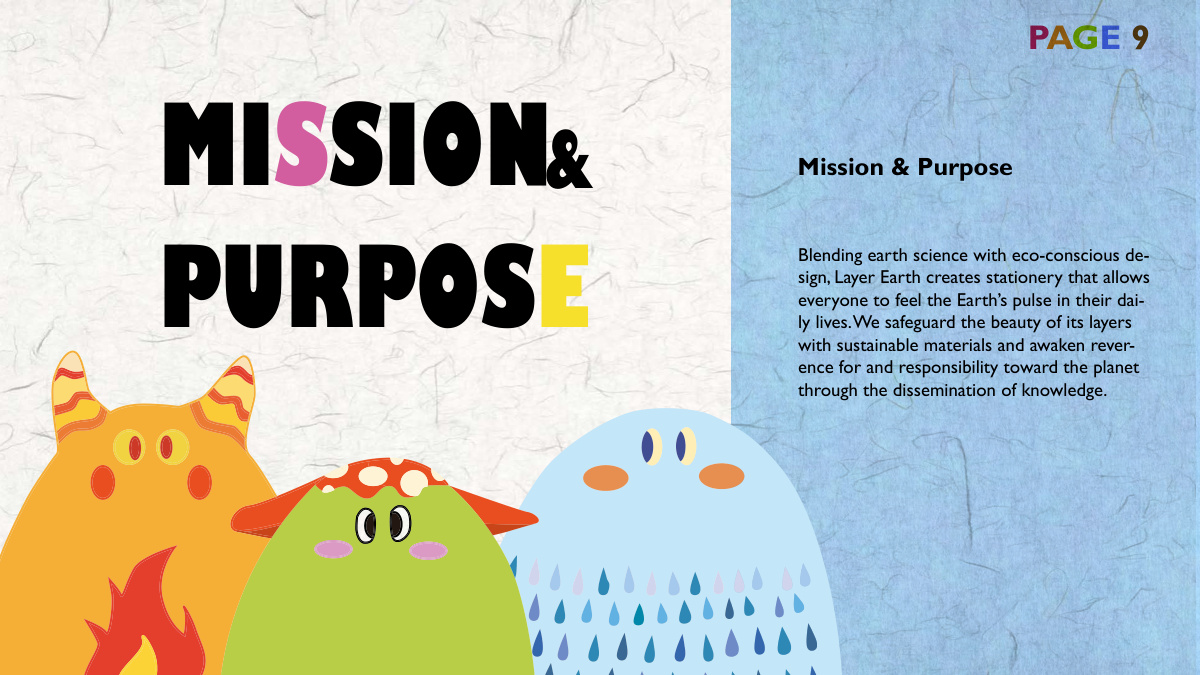 PAGE 9
MISSION&
PURPOSE
Mission & Purpose
Blending earth science with eco-conscious de-
sign, Layer Earth creates stationery that allows
everyone to feel the Earth's pulse in their dai-
ly lives.We safeguard the beauty of its layers
with sustainable materials and awaken rever-
ence for and responsibility toward the planet
through the dissemination of knowledge.